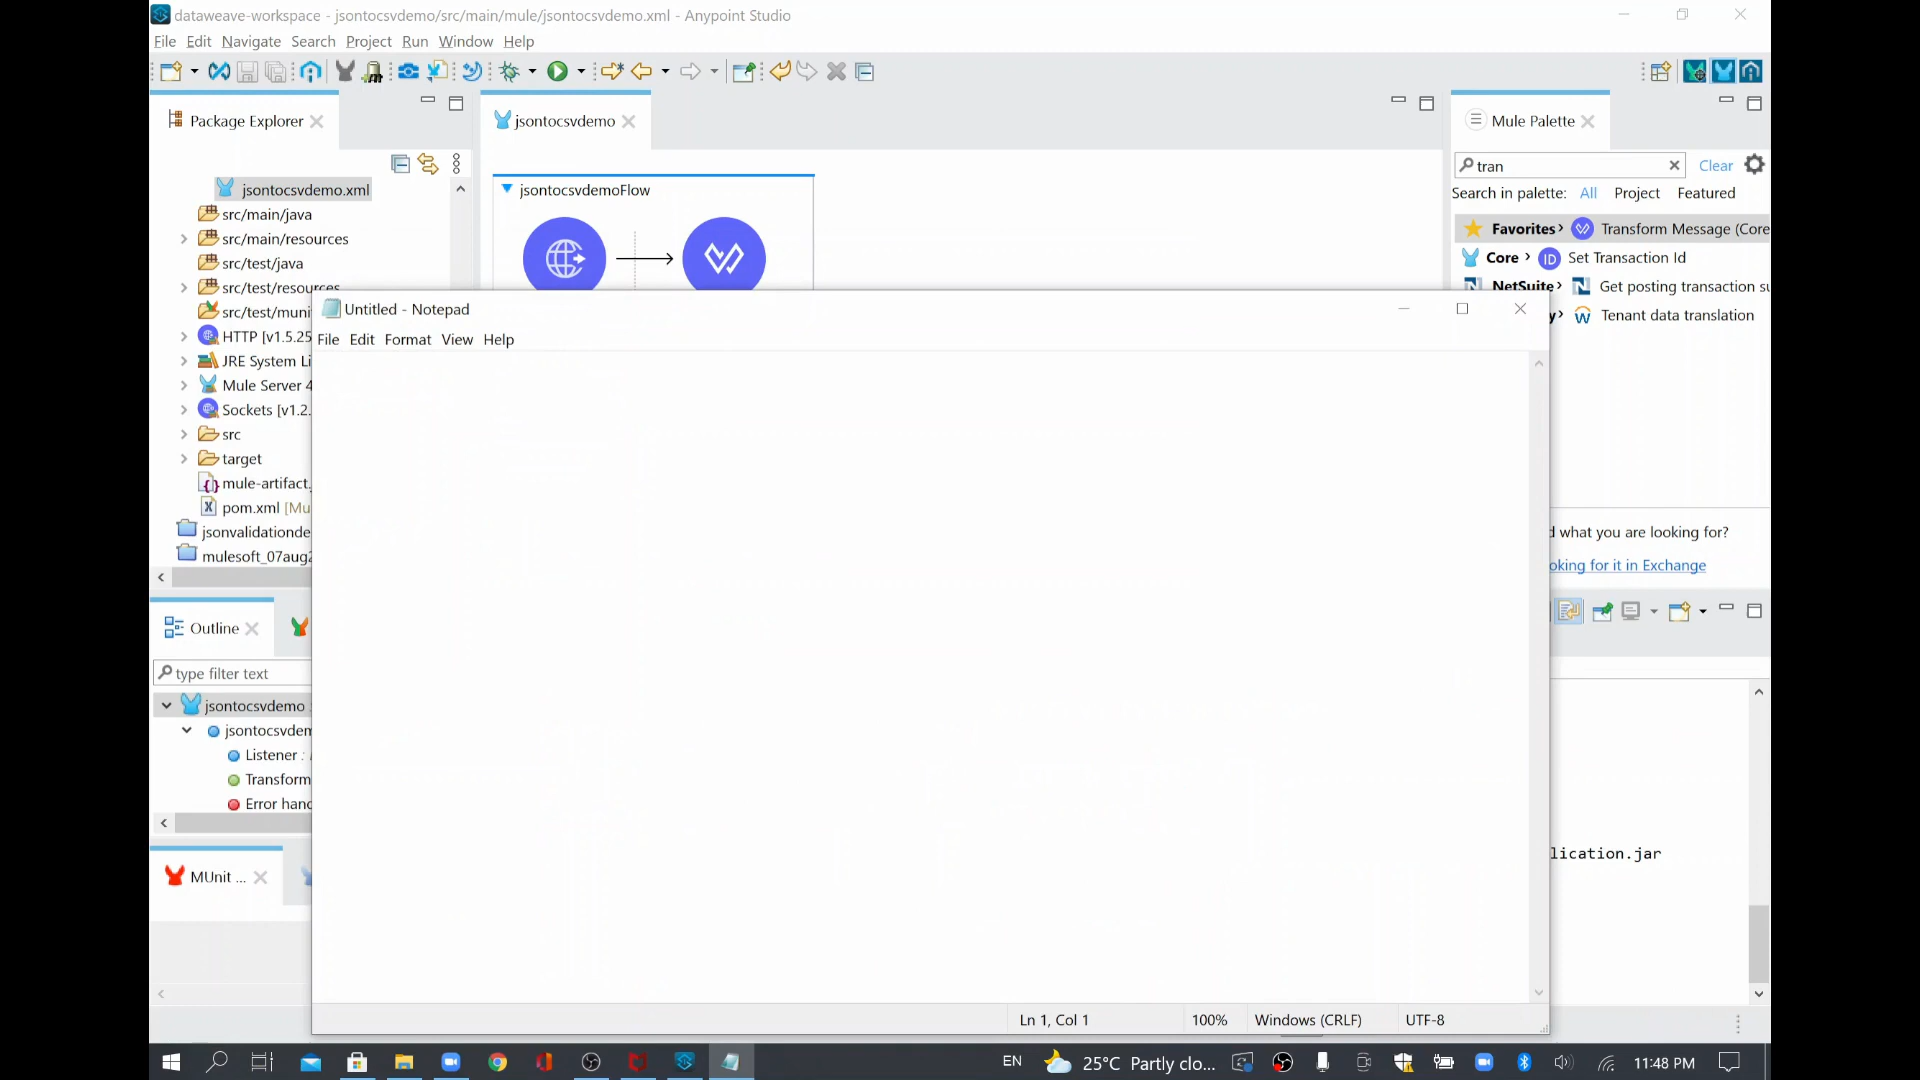 dataweave-workspace - jsontocsvdemo/src/main/mule/jsontocsvdemo.xml - Anypoint Studio
File Edit Navigate Search Project Run Window Help
Package Explorer
jsontocsvdemo
Mule Palette
tran
Clear
Search in palette: All Project Featured
jsontocsvdemo.xml
src/main/java
src/main/resources
src/test/java
src/test/resources
src/test/muni
HTTP [v1.5.25
JRE System Li
Mule Server 4
Sockets [v1.2.
src
target
mule-artifact.
pom.xml [Mu
jsonvalidationde
mulesoft_07aug2
jsontocsvdemoFlow
Favorites> Transform Message (Core
Core > ID Set Transaction Id
NetSuite> N Get posting transaction su
y> Tenant data translation
d what you are looking for?
oking for it in Exchange
Untitled - Notepad
File Edit Format View Help
Outline
type filter text
jsontocsvdemo
jsontocsvdem
Listener :
Transform
Error hand
MUnit ...
lication.jar
Ln 1, Col 1
100%
Windows (CRLF)
UTF-8
EN
25°C Partly clo...
11:48 PM